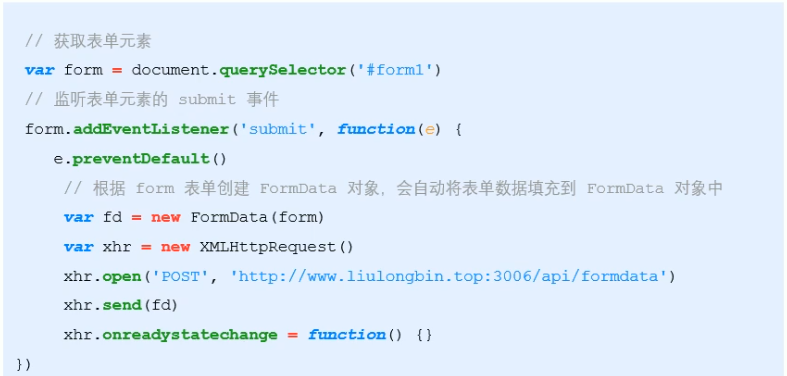 // 获取表单元素
var form = document.querySelector('#form1')
// 监听表单元素的 submit 事件
form.addEventListener('submit', function(e) {
e.preventDefault()
// 根据 form 表单创建 FormData 对象，会自动将表单数据填充到 FormData 对象中
var fd = new FormData(form)
var xhr = new XMLHttpRequest()
xhr.open('POST', 'http://www.liulongbin.top:3006/api/formdata')
xhr.send(fd)
xhr.onreadystatechange = function() {}
})